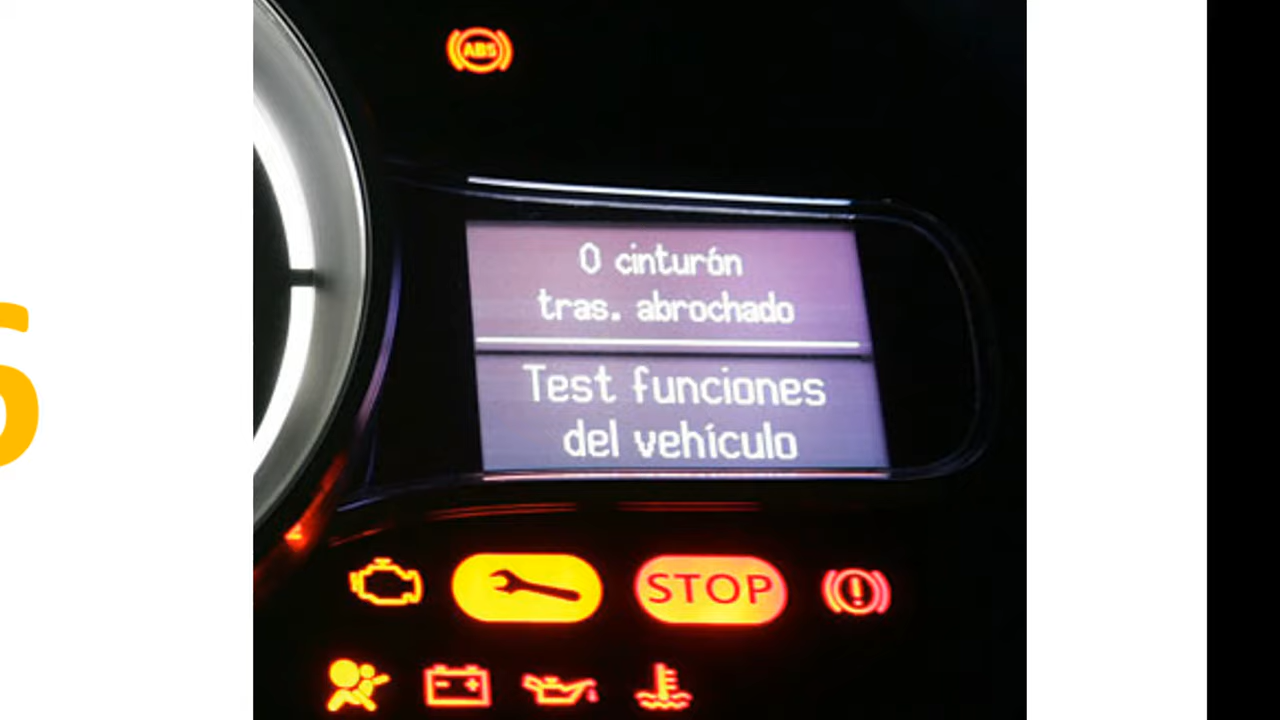 ABS
0 cinturón
tras. abrochado
Test funciones
del vehículo
STOP